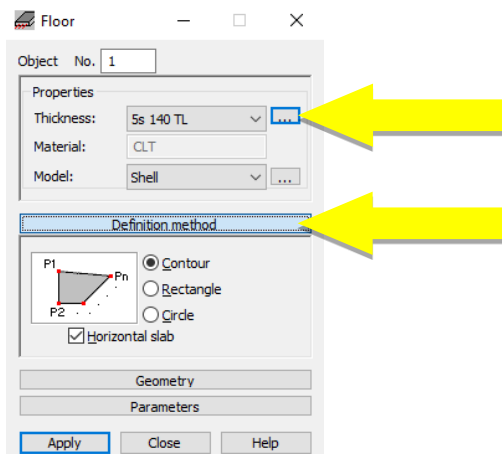 Floor
Object No. 1
Properties
Thickness: 5s 140 TL ...
Material: CLT
Model: Shell ...
Definition method
P1
Pn
P2
Contour
Rectangle
Circle
Horizontal slab
Geometry
Parameters
Apply Close Help